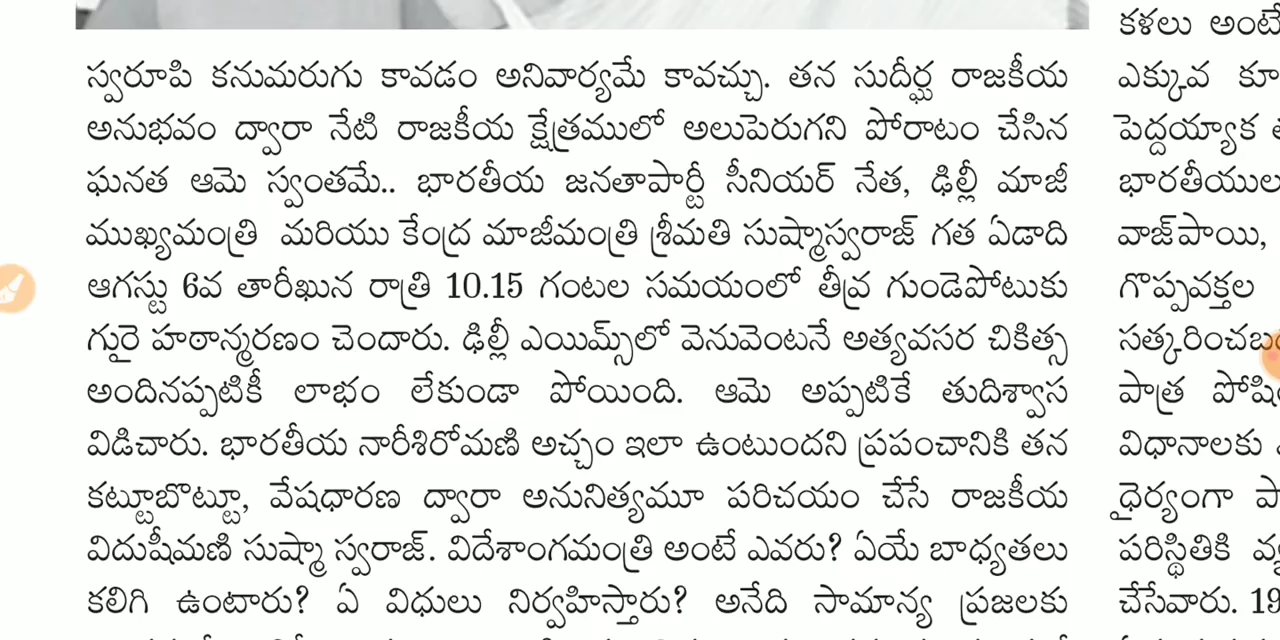 స్వరూపి కనుమరుగు కావడం అనివార్యమే కావచ్చు. తన సుదీర్ఘ రాజకీయ
అనుభవం ద్వారా నేటి రాజకీయ క్షేత్రములో అలుపెరుగని పోరాటం చేసిన
ఘనత ఆమె స్వంతమే.. భారతీయ జనతాపార్టీ సీనియర్ నేత, ఢిల్లీ మాజీ
ముఖ్యమంత్రి మరియు కేంద్ర మాజీమంత్రి శ్రీమతి సుష్మాస్వరాజ్ గత ఏడాది
ఆగస్టు 6వ తారీఖున రాత్రి 10.15 గంటల సమయంలో తీవ్ర గుండెపోటుకు
గురై హఠాన్మరణం చెందారు. ఢిల్లీ ఎయిమ్స్‌లో వెనువెంటనే అత్యవసర చికిత్స
అందినప్పటికీ లాభం లేకుండా పోయింది. ఆమె అప్పటికే తుదిశ్వాస
విడిచారు. భారతీయ నారీశిరోమణి అచ్చం ఇలా ఉంటుందని ప్రపంచానికి తన
కట్టూబొట్టూ, వేషధారణ ద్వారా అనునిత్యమూ పరిచయం చేసే రాజకీయ
విదుషీమణి సుష్మా స్వరాజ్. విదేశాంగమంత్రి అంటే ఎవరు? ఏయే బాధ్యతలు
కలిగి ఉంటారు? ఏ విధులు నిర్వహిస్తారు? అనేది సామాన్య ప్రజలకు
కళలు అంటే
ఎక్కువ కూ
పెద్దయ్యాక
భారతీయుల
వాజ్‌పాయి,
గొప్పవక్తల
సత్కరించబ
పాత్ర పోషి
విధానాలకు
ధైర్యంగా పా
పరిస్థితికి
చేసేవారు. 19